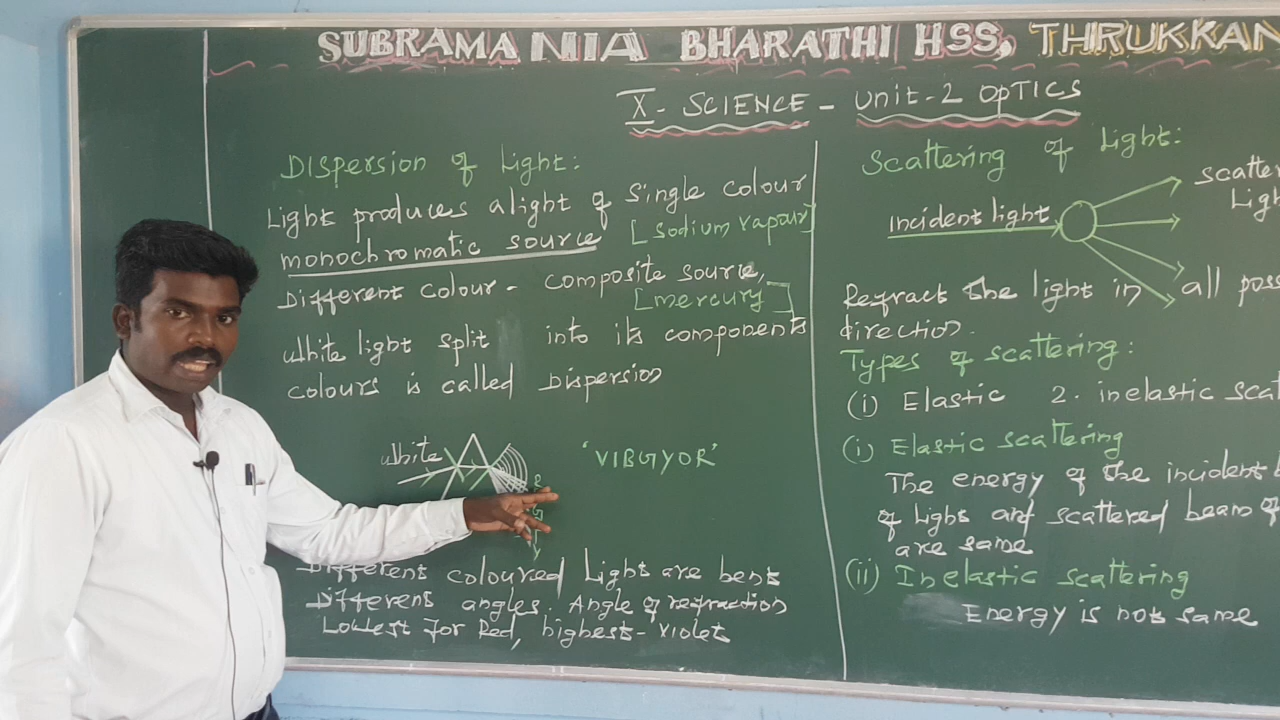 SUBRAMANIA BHARATHI HSS, THRUKKAN
X - SCIENCE - Unit-2 OPTICS
Dispersion of Light:
Light produces a light of single colour
monochromatic source [sodium vapour]
Different colour - composite source,
[mercury]
White light split into its components
colours is called Dispersion
white
'VIBGYOR'
Different coloured Light are bent
Different angles. Angle of refraction
Lowest for Red, highest - violet
Scattering of Light:
scatter
Ligh
incident light
Refract the light in all poss
direction.
Types of scattering:
(i) Elastic 2. inelastic scat
(i) Elastic scattering
The energy of the incident b
of Light and scattered beam of
are same
(ii) Inelastic scattering
Energy is not same